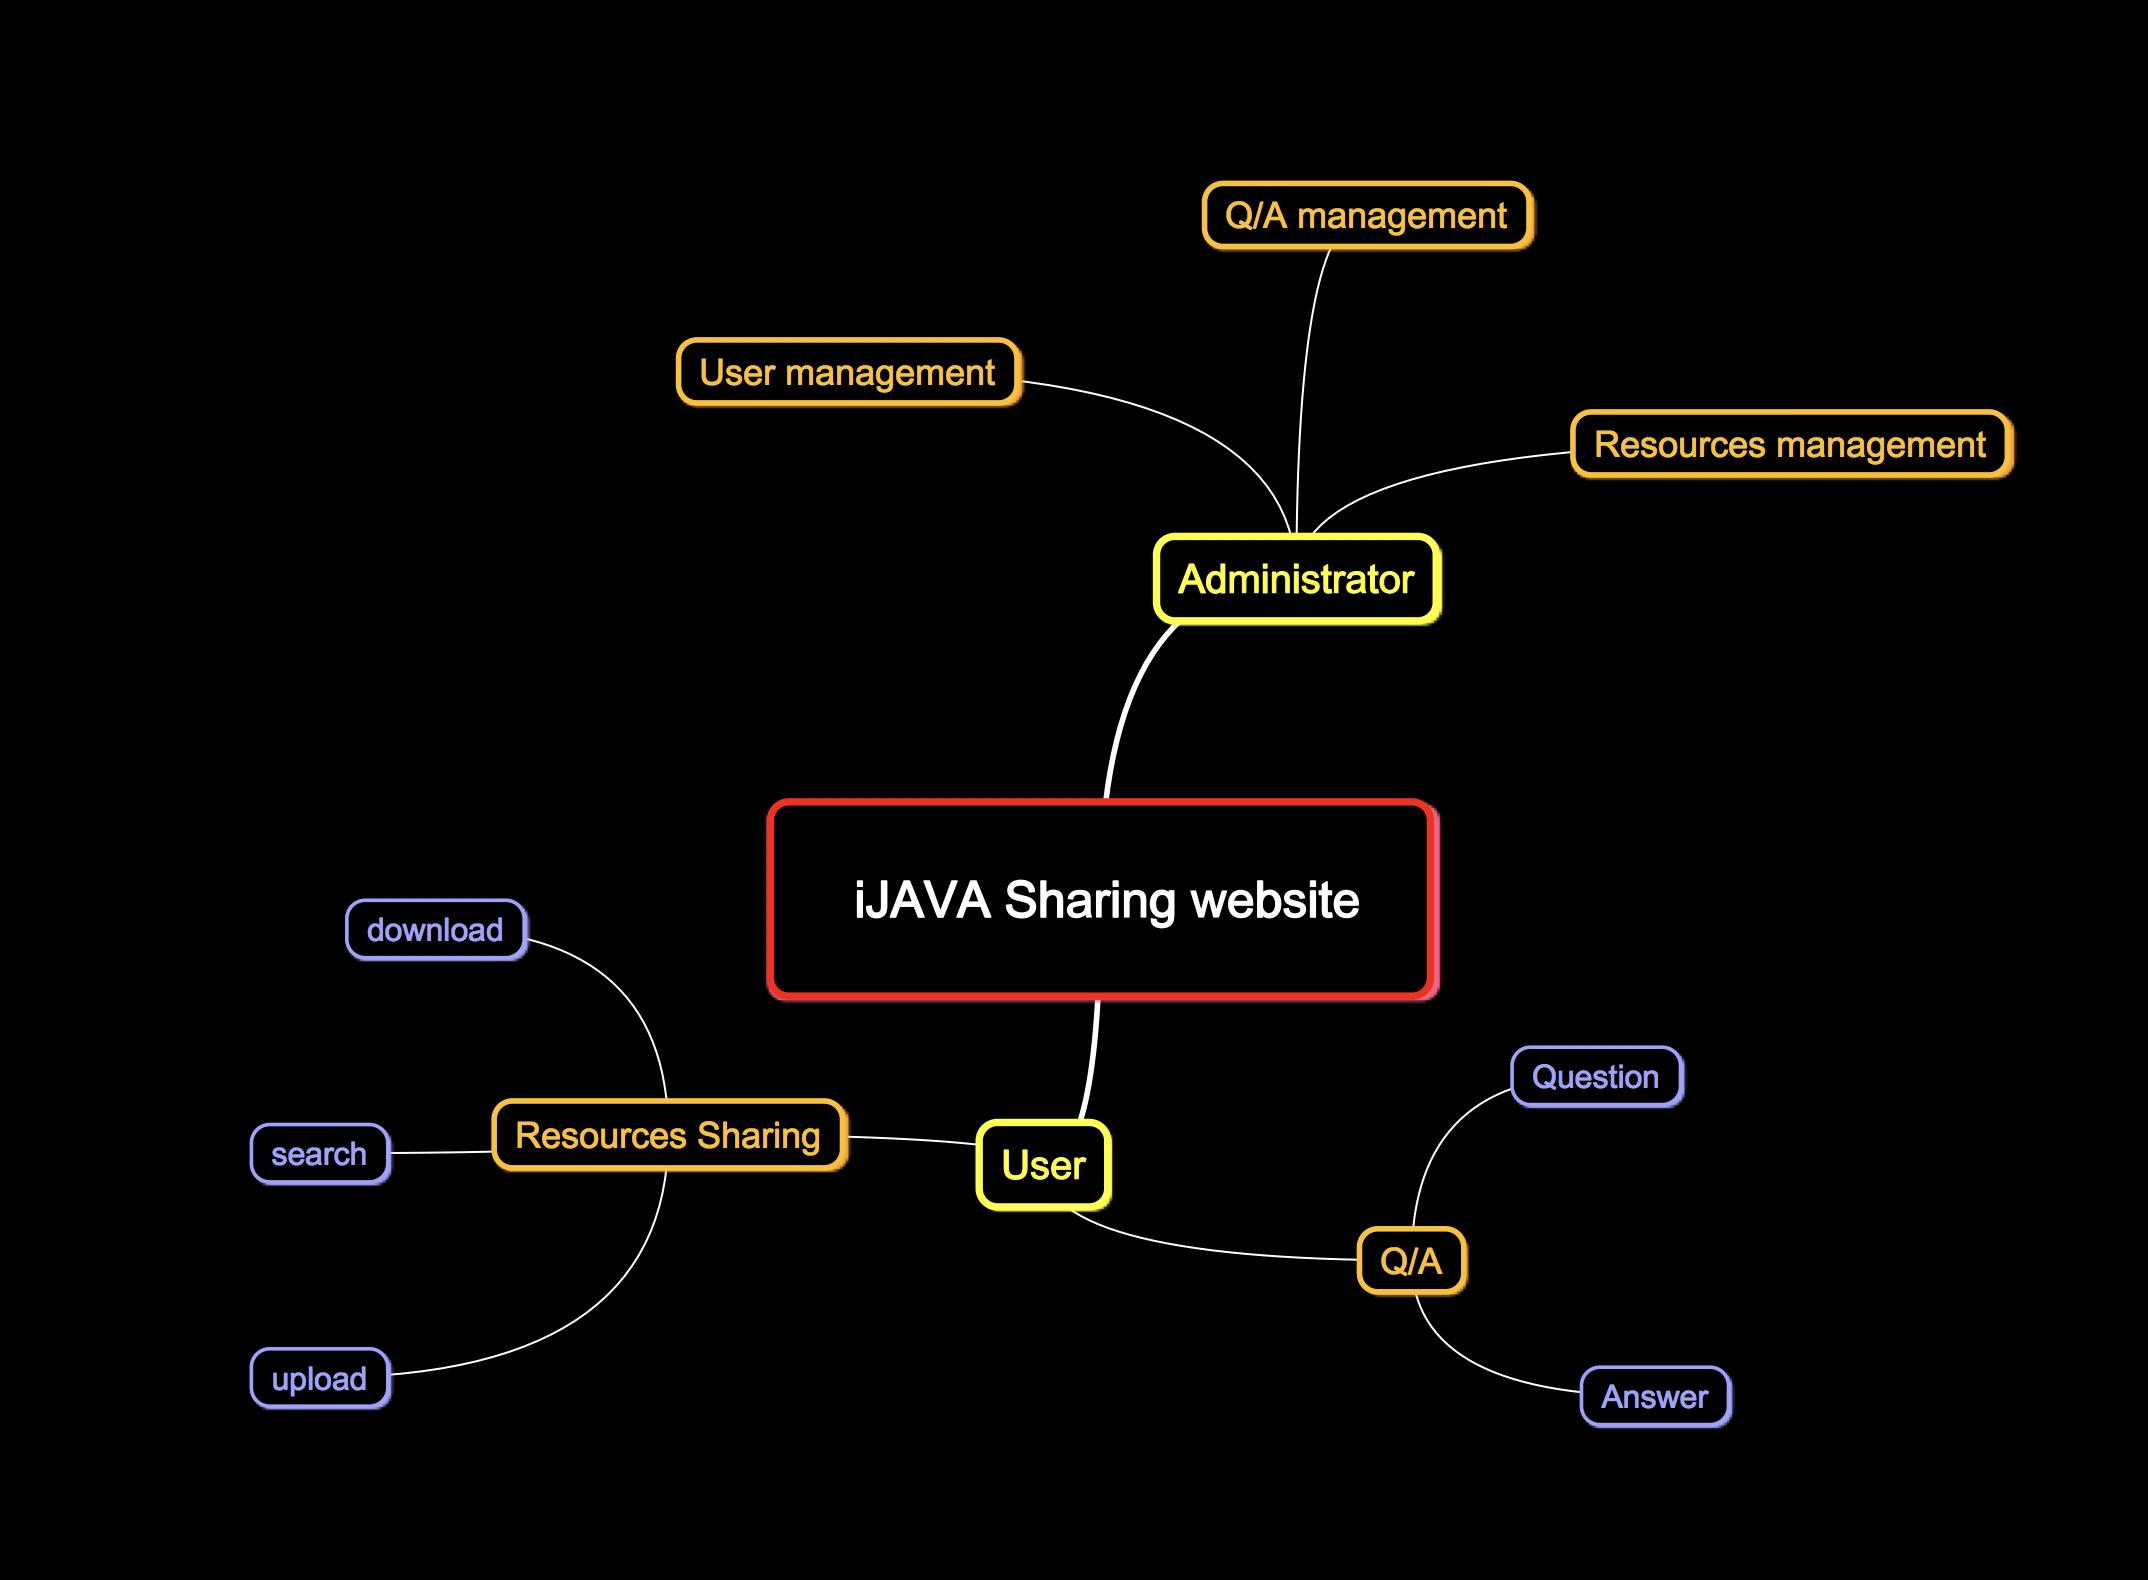 Q/A management
User management
Resources management
Administrator
iJAVA Sharing website
download
Question
Resources Sharing
search
User
Q/A
upload
Answer